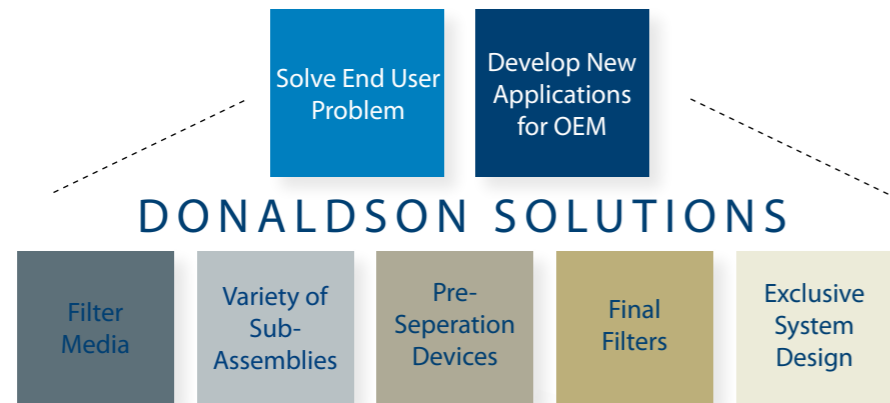 Solve End User
Problem
Develop New
Applications
for OEM
DONALDSON SOLUTIONS
Filter
Media
Variety of
Sub-
Assemblies
Pre-
Seperation
Devices
Final
Filters
Exclusive
System
Design